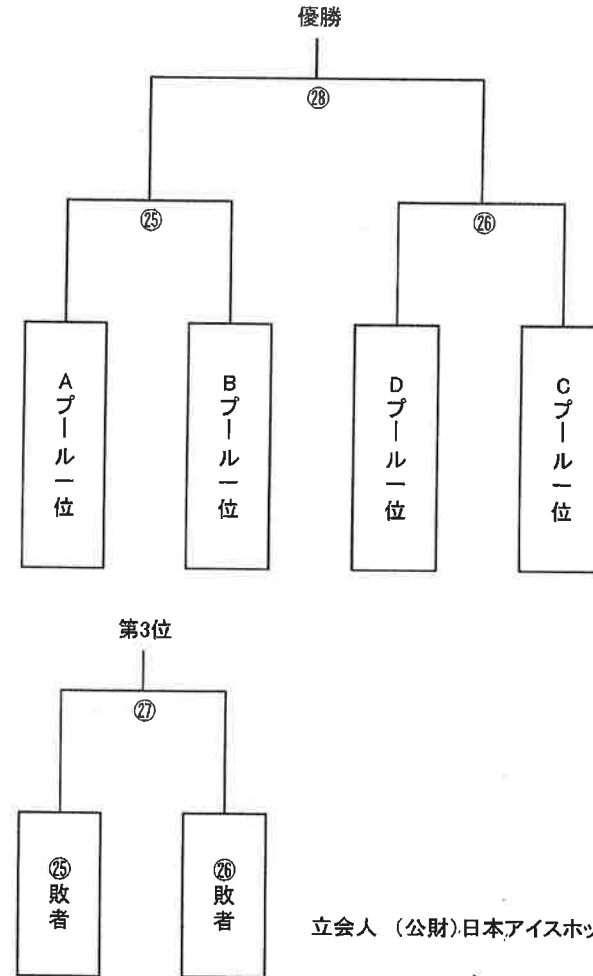 優勝
㉘
㉕
㉖
Aプール一位
Bプール一位
Dプール一位
Cプール一位
第3位
㉗
㉕敗者
㉖敗者
立会人 (公財)日本アイスホッ